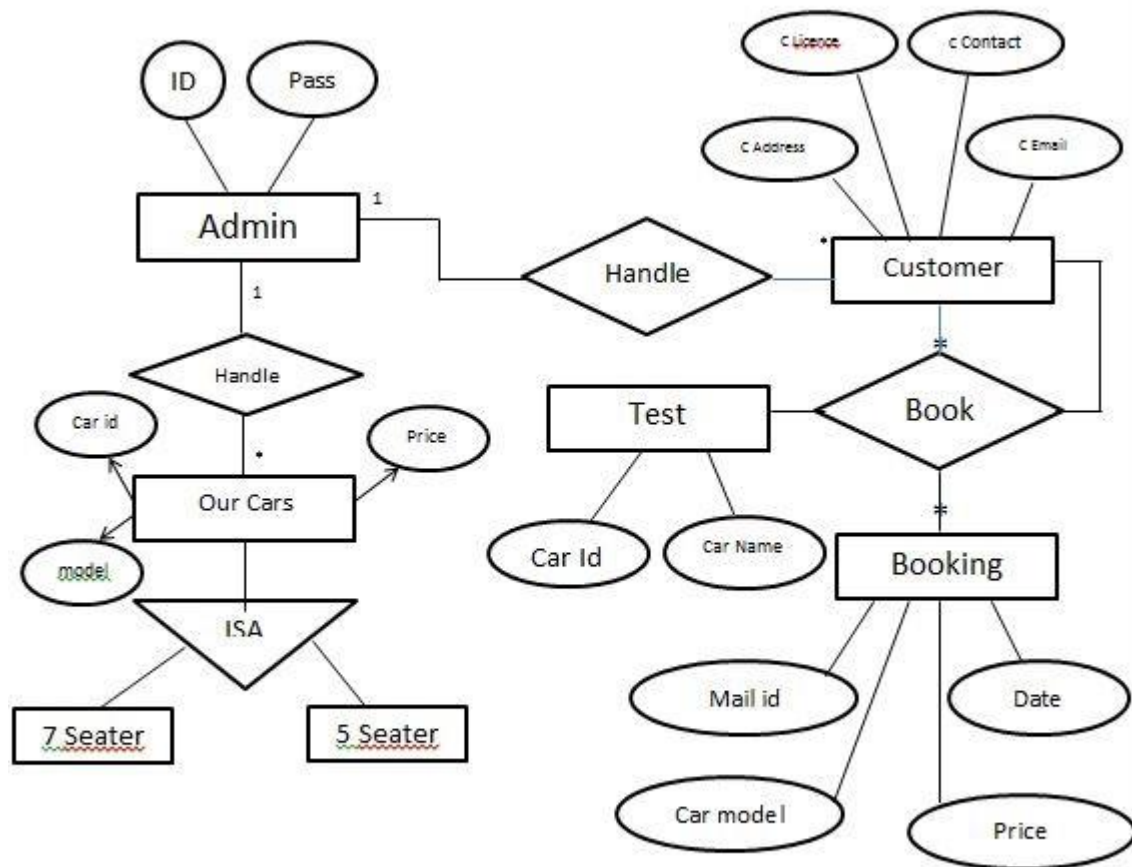 C Licence
c Contact
ID
Pass
C Address
C Email
Admin
1
*
Customer
Handle
1
*
Handle
Car id
Price
Test
Book
*
Our Cars
*
Car Id
Car Name
Booking
model
ISA
Mail id
Date
7 Seater
5 Seater
Car model
Price